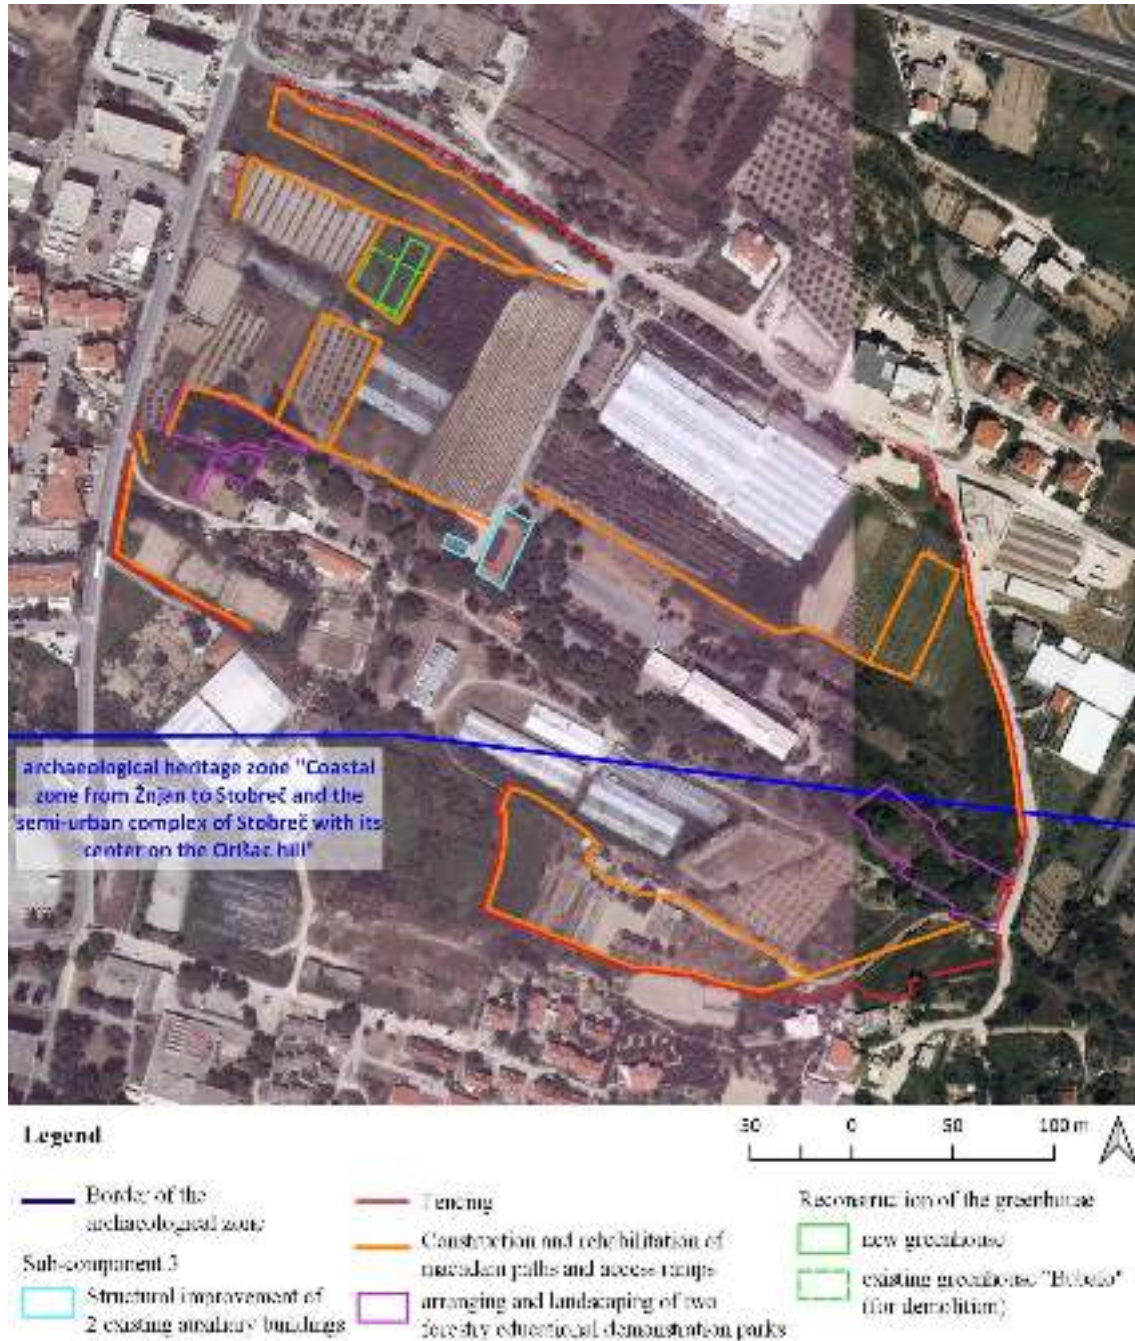 archaeological heritage zone "Coastal
zone from Žnjan to Stobreč and the
semi-urban complex of Stobreč with its
center on the Orišac hill"
Legend
50 0 50 100 m
Border of the
archaeological zone
Sub-component 3
Structural improvement of
2 existing auxiliary buildings
Fencing
Construction and rehabilitation of
macadam paths and access ramps
arranging and landscaping of two
forestry educational demonstration parks
Reconstruction of the greenhouse
new greenhouse
existing greenhouse
(for demolition)